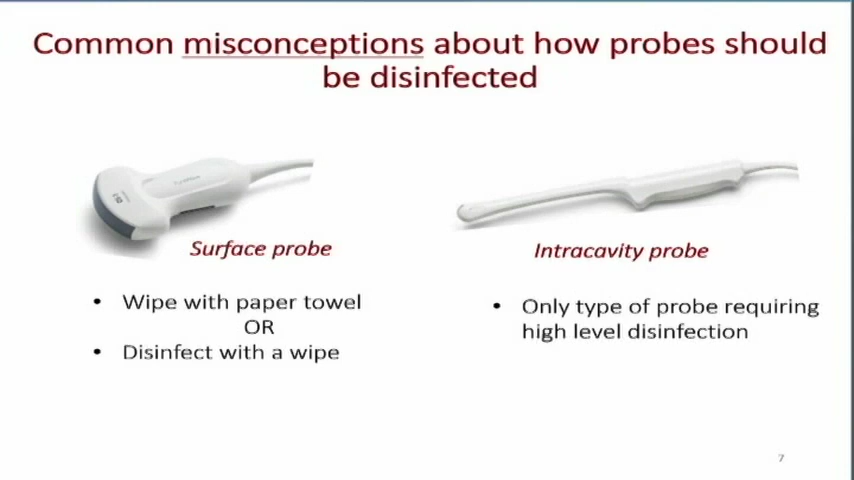 Common misconceptions about how probes should
be disinfected
Surface probe
Intracavity probe
• Wipe with paper towel
OR
• Disinfect with a wipe
• Only type of probe requiring
high level disinfection
7